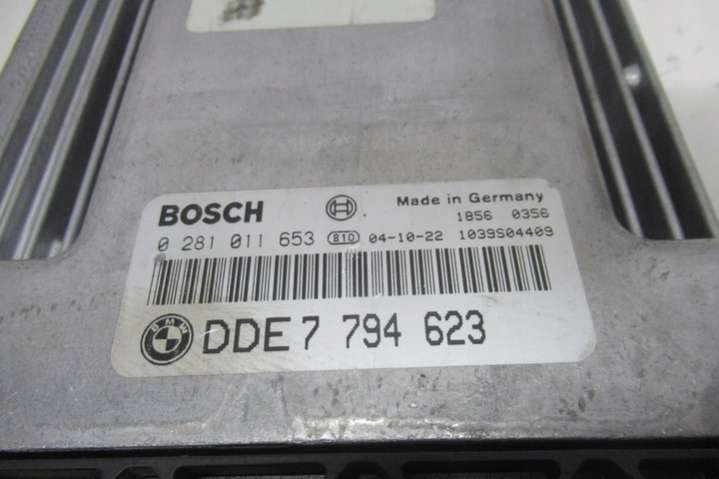 BOSCH Made in Germany
1856 0356
0 281 011 653 810 04-10-22 1039S04409
BMW DDE 7 794 623